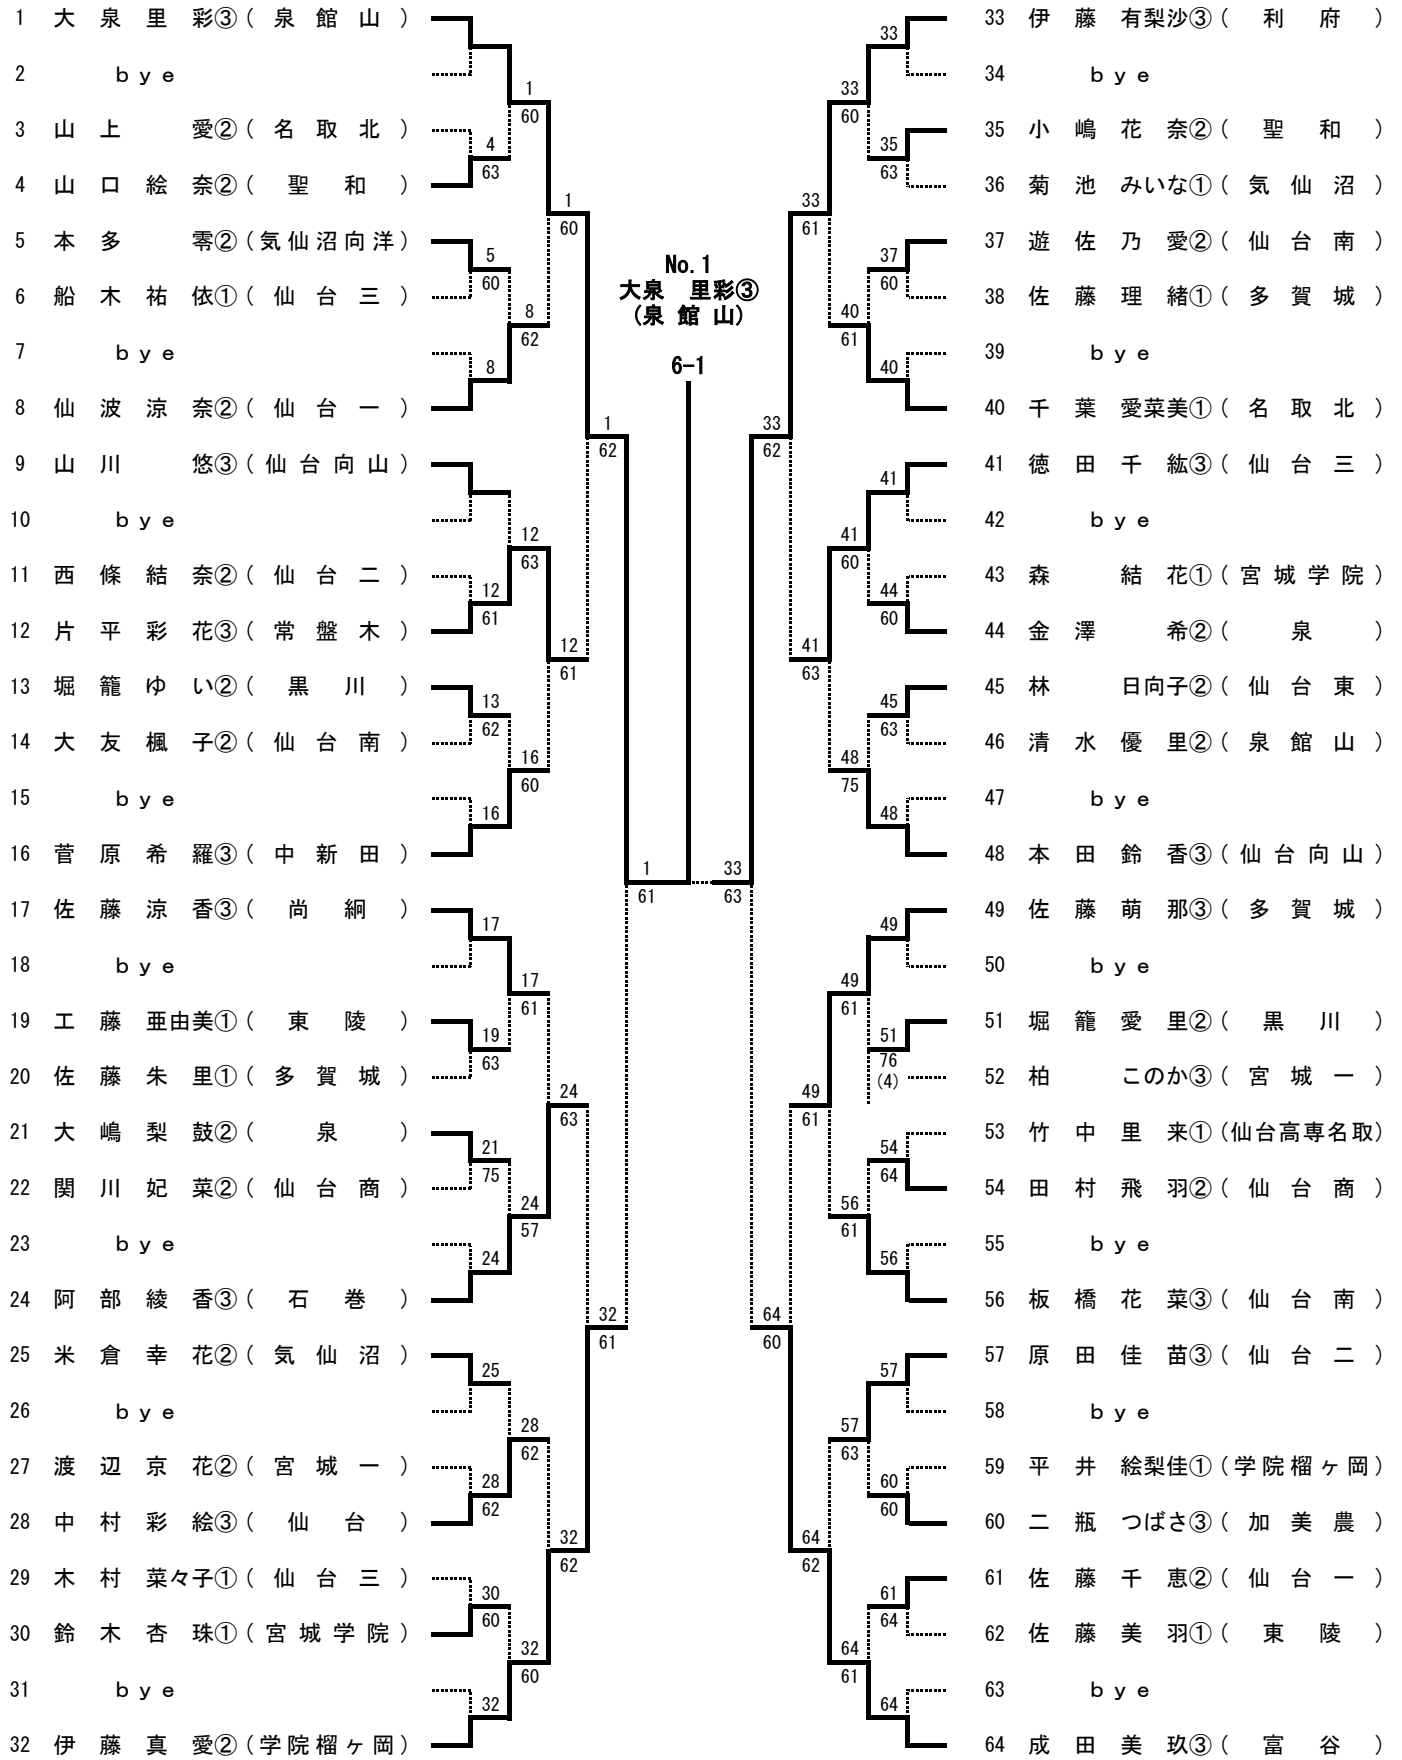 1 大泉里彩③(泉館山)
2 bye
3 山上愛②(名取北)
4 山口絵奈②(聖和)
5 本多零②(気仙沼向洋)
6 船木祐依①(仙台三)
7 bye
8 仙波涼奈②(仙台一)
9 山川悠③(仙台向山)
10 bye
11 西條結奈②(仙台二)
12 片平彩花③(常盤木)
13 堀籠ゆい②(黒川)
14 大友楓子②(仙台南)
15 bye
16 菅原希羅③(中新田)
17 佐藤涼香③(尚絅)
18 bye
19 工藤亜由美①(東陵)
20 佐藤朱里①(多賀城)
21 大嶋梨鼓②(泉)
22 関川妃菜②(仙台商)
23 bye
24 阿部綾香③(石巻)
25 米倉幸花②(気仙沼)
26 bye
27 渡辺京花②(宮城一)
28 中村彩絵③(仙台)
29 木村菜々子①(仙台三)
30 鈴木杏珠①(宮城学院)
31 bye
32 伊藤真愛②(学院榴ヶ岡)
4
63
5
60
8
12
61
13
62
16
17
19
63
21
75
24
25
28
62
30
60
32
1
60
8
62
12
63
16
60
17
61
24
57
28
62
32
60
1
60
12
61
24
63
32
62
1
62
32
61
1
61
No.1
大泉 里彩③
(泉館山)
6-1
33
63
33
62
64
60
33
61
41
63
49
61
64
62
33
60
40
61
41
60
48
75
49
61
56
61
57
63
64
61
33
35
63
37
60
40
41
44
60
45
63
48
49
51
76
(4)
54
64
56
57
60
60
61
64
64
33 伊藤有梨沙③(利府)
34 bye
35 小嶋花奈②(聖和)
36 菊池みいな①(気仙沼)
37 遊佐乃愛②(仙台南)
38 佐藤理緒①(多賀城)
39 bye
40 千葉愛菜美①(名取北)
41 徳田千紘③(仙台三)
42 bye
43 森結花①(宮城学院)
44 金澤希②(泉)
45 林日向子②(仙台東)
46 清水優里②(泉館山)
47 bye
48 本田鈴香③(仙台向山)
49 佐藤萌那③(多賀城)
50 bye
51 堀籠愛里②(黒川)
52 柏このか③(宮城一)
53 竹中里来①(仙台高専名取)
54 田村飛羽②(仙台商)
55 bye
56 板橋花菜③(仙台南)
57 原田佳苗③(仙台二)
58 bye
59 平井絵梨佳①(学院榴ヶ岡)
60 二瓶つばさ③(加美農)
61 佐藤千恵②(仙台一)
62 佐藤美羽①(東陵)
63 bye
64 成田美玖③(富谷)